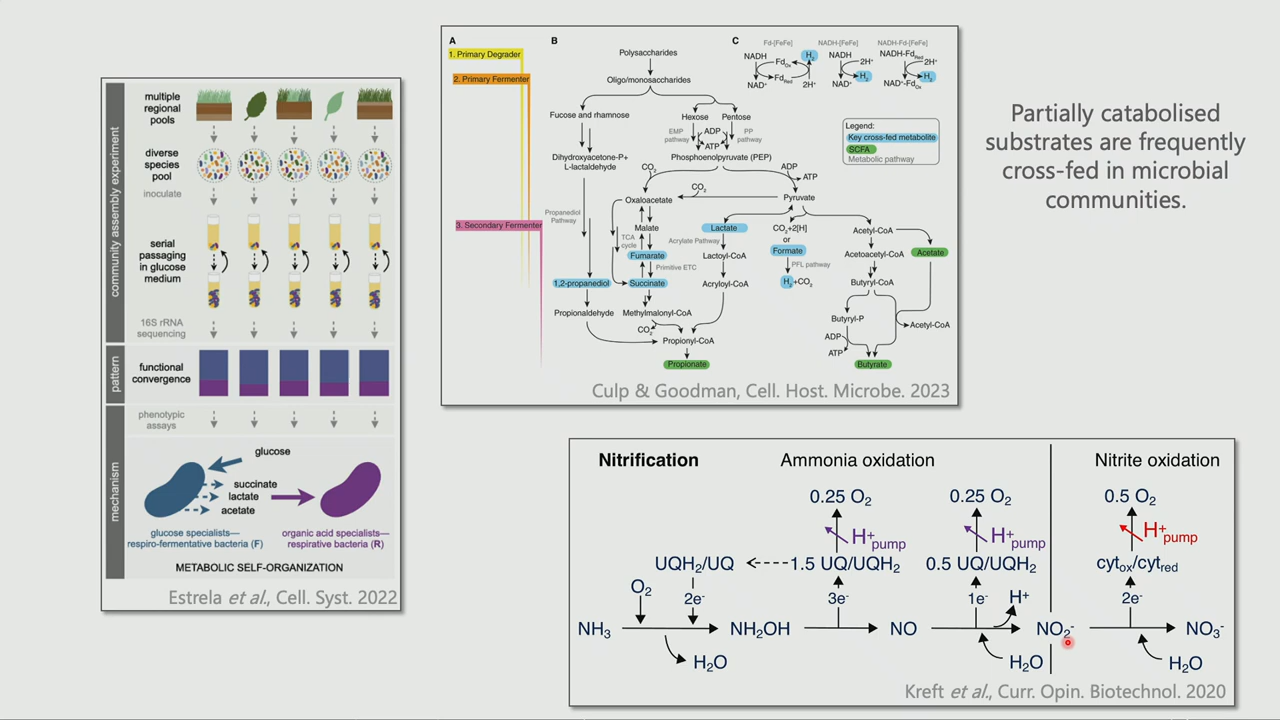 community assembly experiment
pattern
mechanism
multiple
regional
pools
diverse
species
pool
inoculate
serial
passaging
in glucose
medium
16S rRNA
sequencing
functional
convergence
phenotypic
assays
glucose
succinate
lactate
acetate
glucose specialists—
respiro-fermentative bacteria (F)
organic acid specialists—
respirative bacteria (R)
METABOLIC SELF-ORGANIZATION
Estrela et al., Cell. Syst. 2022
A
1. Primary Degrader
2. Primary Fermenter
3. Secondary Fermenter
B
Polysaccharides
Oligo/monosaccharides
Fucose and rhamnose
Hexose
Pentose
EMP
pathway
ADP
ATP
PP
pathway
Dihydroxyacetone-P+
L-lactaldehyde
Phosphoenolpyruvate (PEP)
CO2
ADP
ATP
CO2
Oxaloacetate
Pyruvate
Propanediol
Pathway
Malate
TCA
cycle
Fumarate
Primitive ETC
Succinate
1,2-propanediol
Lactate
Acrylate Pathway
Lactoyl-CoA
Acryloyl-CoA
CO2+2[H]
or
Formate
PFL pathway
H2+CO2
Acetyl-CoA
Acetoacetyl-CoA
Acetate
Butyryl-CoA
Propionaldehyde
Methylmalonyl-CoA
CO2
Propionyl-CoA
Propionate
Butyryl-P
ADP
ATP
Acetyl-CoA
Butyrate
C
Fd-[FeFe]
NADH
NAD+
FdOx
FdRed
H2
2H+
NADH-[FeFe]
NADH
2H+
NAD+
H2
NADH-Fd-[FeFe]
NADH-FdRed
2H+
NAD+-FdOx
H2
Legend:
Key cross-fed metabolite
SCFA
Metabolic pathway
Culp & Goodman, Cell. Host. Microbe. 2023
Partially catabolised
substrates are frequently
cross-fed in microbial
communities.
Nitrification
Ammonia oxidation
Nitrite oxidation
0.25 O2
0.25 O2
0.5 O2
H+pump
H+pump
H+pump
UQH2/UQ
1.5 UQ/UQH2
0.5 UQ/UQH2
cytox/cytred
O2
2e-
3e-
1e-
H+
2e-
NH3
NH2OH
NO
NO2-
NO3-
H2O
H2O
H2O
Kreft et al., Curr. Opin. Biotechnol. 2020